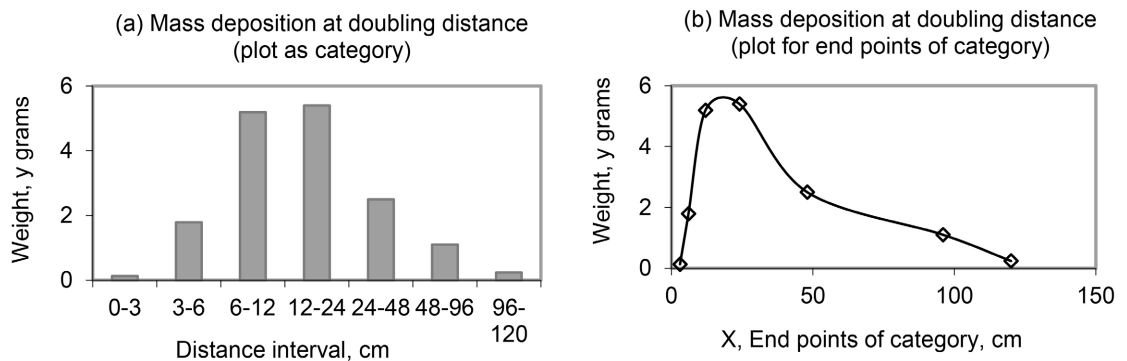 (a) Mass deposition at doubling distance
(plot as category)
6
4
2
0
Weight, y grams
0-3 3-6 6-12 12-24 24-48 48-96 96-
120
Distance interval, cm
(b) Mass deposition at doubling distance
(plot for end points of category)
6
4
2
0
Weight, y grams
0 50 100 150
X, End points of category, cm